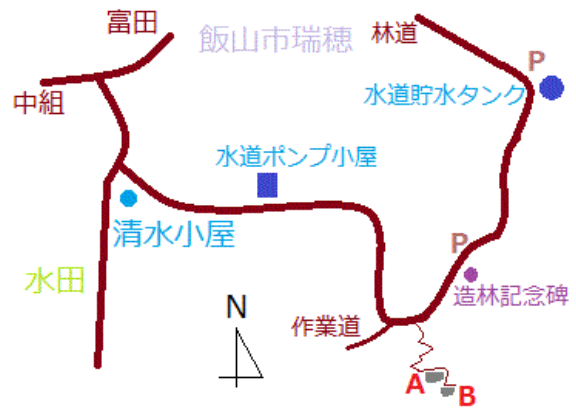 富田
飯山市瑞穂
林道
P
中組
水道貯水タンク
水道ポンプ小屋
清水小屋
P
水田
造林記念碑
N
作業道
A
B